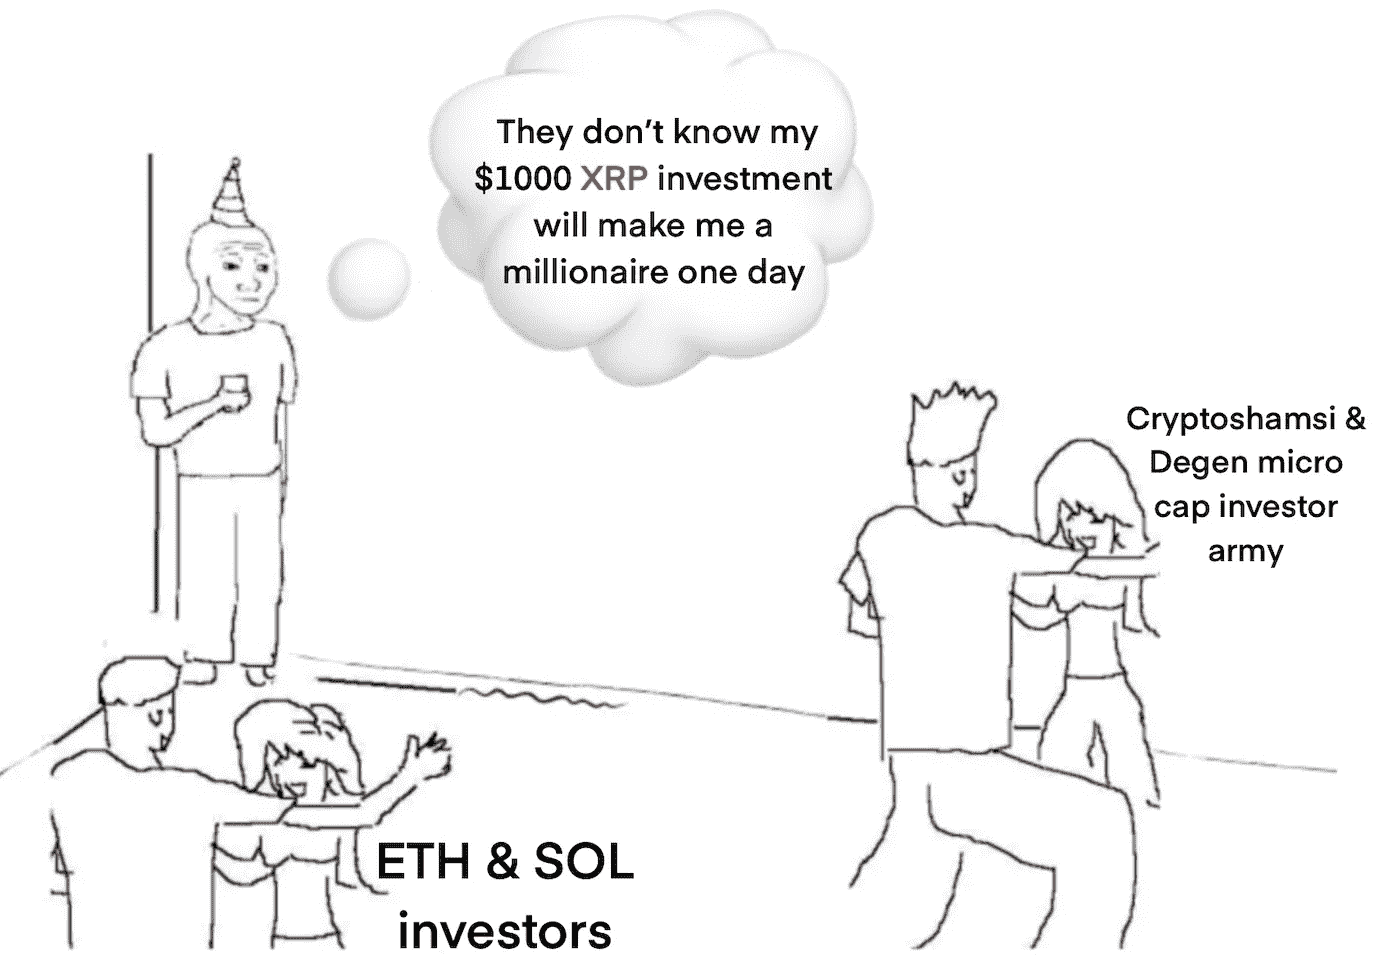 They don’t know my
$1000 XRP investment
will make me a
millionaire one day
Cryptoshamsi &
Degen micro
cap investor
army
ETH & SOL
investors